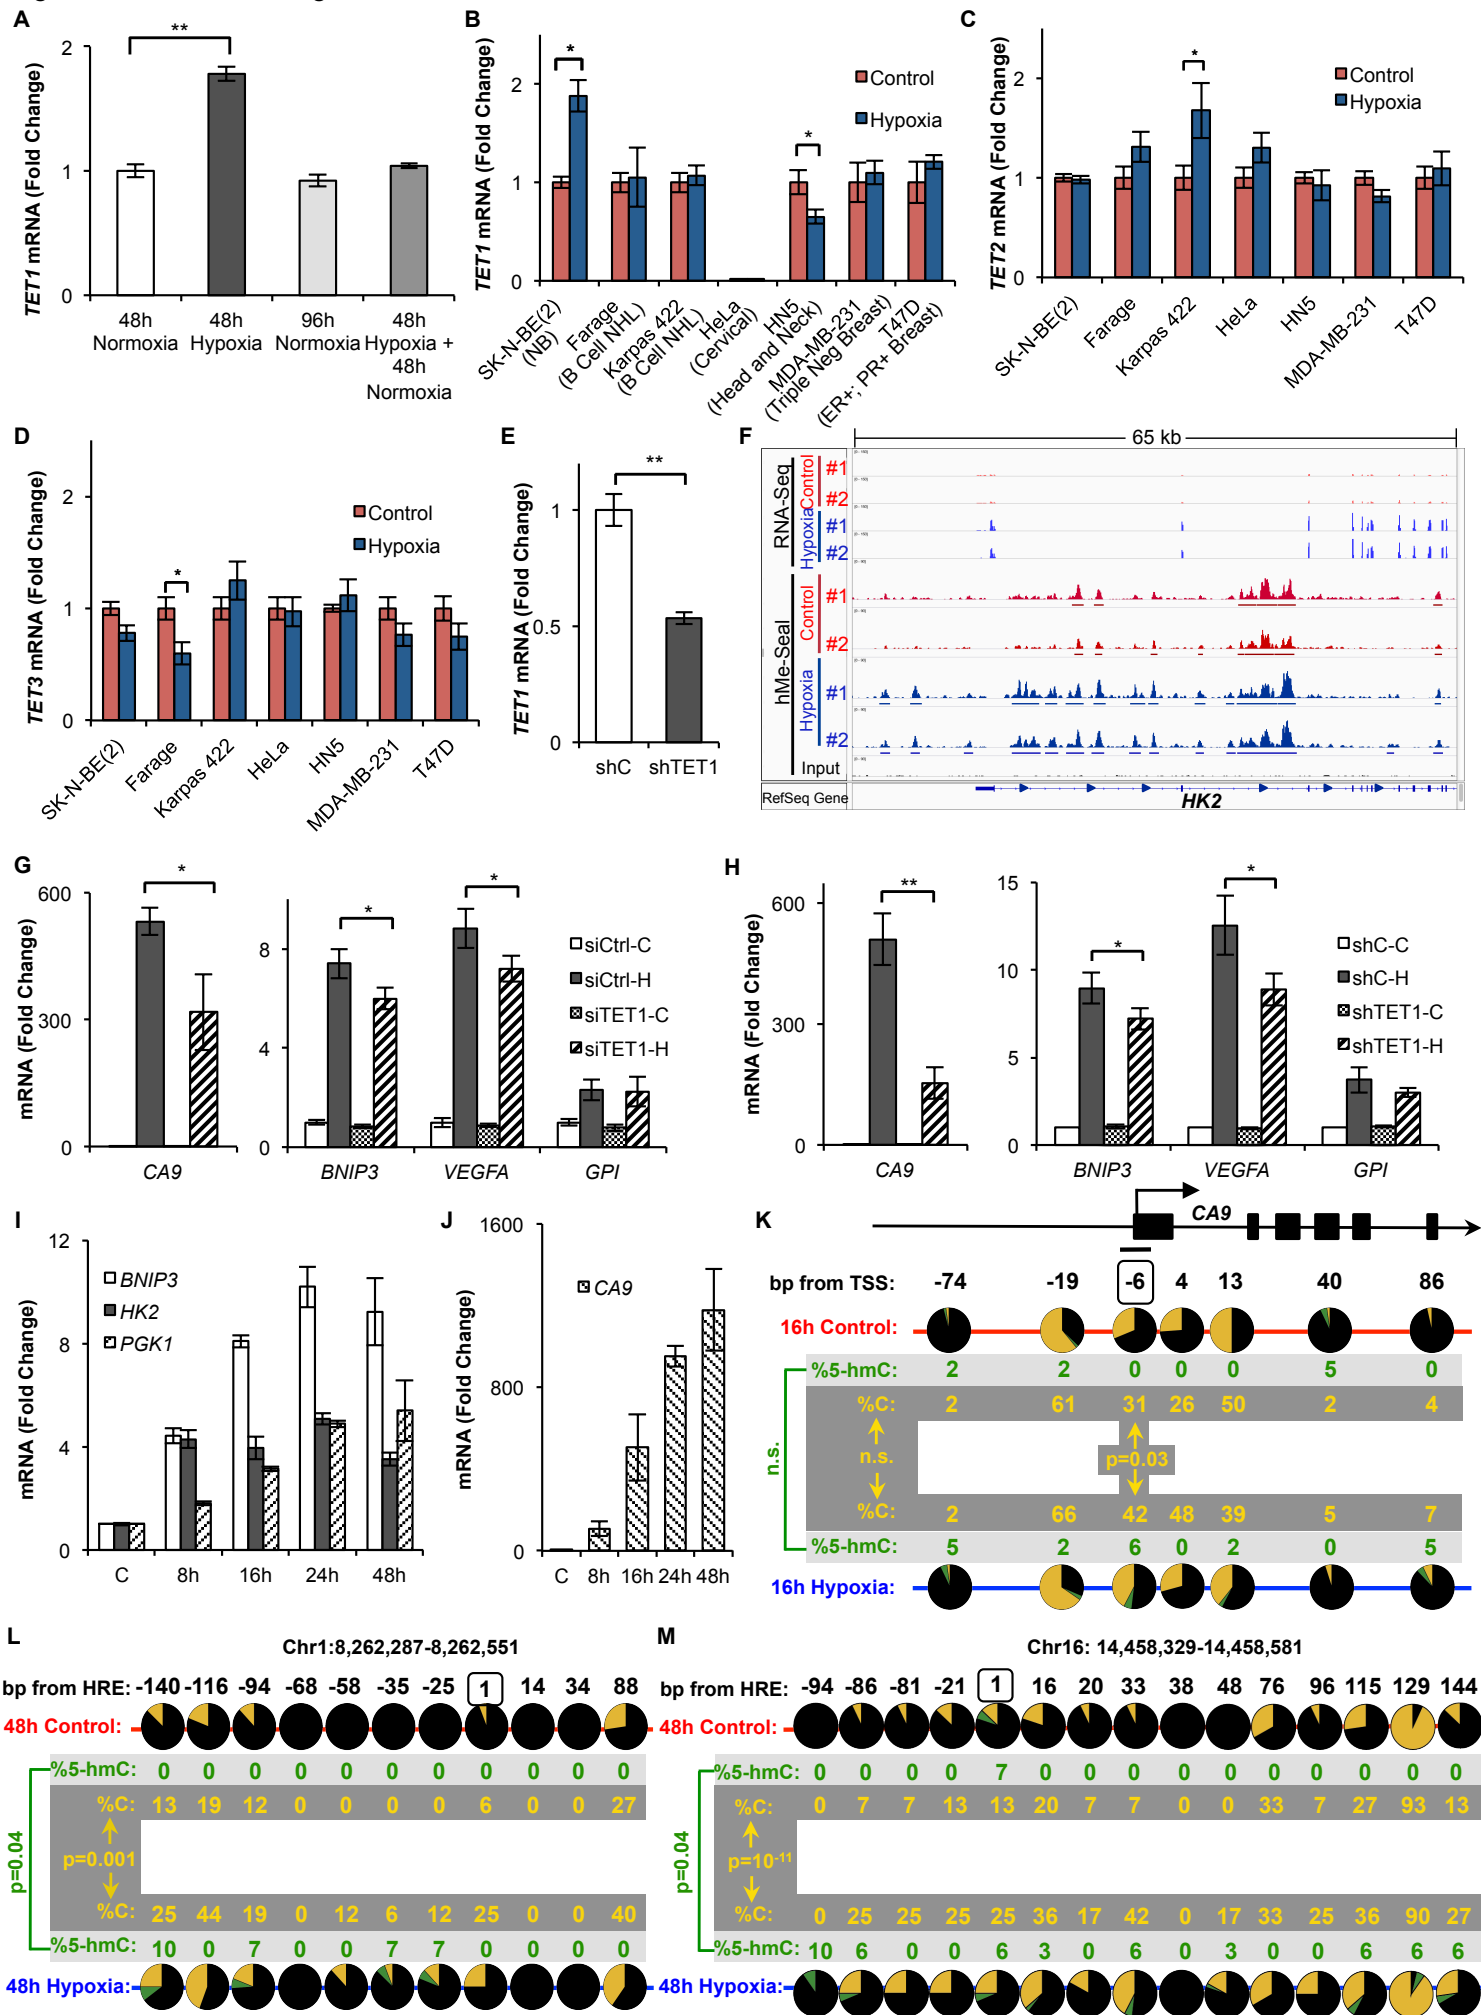 A
**
TET1 mRNA (Fold Change)
2
1
0
48h Normoxia
48h Hypoxia
96h Normoxia
48h Hypoxia + 48h Normoxia
B
*
*
TET1 mRNA (Fold Change)
2
1
0
Control
Hypoxia
SK-N-BE(2) (NB)
Farage (B Cell NHL)
Karpas 422 (B Cell NHL)
HeLa (Cervical)
HN5 (Head and Neck)
MDA-MB-231 (Triple Neg Breast)
T47D (ER+; PR+ Breast)
C
*
TET2 mRNA (Fold Change)
2
1
0
Control
Hypoxia
SK-N-BE(2)
Farage
Karpas 422
HeLa
HN5
MDA-MB-231
T47D
D
*
TET3 mRNA (Fold Change)
2
1
0
Control
Hypoxia
SK-N-BE(2)
Farage
Karpas 422
HeLa
HN5
MDA-MB-231
T47D
E
**
TET1 mRNA (Fold Change)
1
0.5
0
shC
shTET1
F
65 kb
RNA-Seq
Control
#1
#2
Hypoxia
#1
#2
hMe-Seal
Control
#1
#2
Hypoxia
#1
#2
Input
RefSeq Gene
HK2
G
*
*
*
mRNA (Fold Change)
600
300
0
CA9
8
4
0
BNIP3
VEGFA
GPI
siCtrl-C
siCtrl-H
siTET1-C
siTET1-H
H
**
*
*
mRNA (Fold Change)
600
300
0
CA9
15
10
5
0
BNIP3
VEGFA
GPI
shC-C
shC-H
shTET1-C
shTET1-H
I
mRNA (Fold Change)
12
8
4
0
BNIP3
HK2
PGK1
C 8h 16h 24h 48h
J
mRNA (Fold Change)
1600
800
0
CA9
C 8h 16h 24h 48h
K
CA9
bp from TSS: -74 -19 -6 4 13 40 86
16h Control:
%5-hmC: 2 2 0 0 0 5 0
%C: 2 61 31 26 50 2 4
n.s.
n.s.
p=0.03
%C: 2 66 42 48 39 5 7
%5-hmC: 5 2 6 0 2 0 5
16h Hypoxia:
L
Chr1:8,262,287-8,262,551
bp from HRE: -140 -116 -94 -68 -58 -35 -25 1 14 34 88
48h Control:
%5-hmC: 0 0 0 0 0 0 0 0 0 0 0
%C: 13 19 12 0 0 0 0 6 0 0 27
p=0.04
p=0.001
%C: 25 44 19 0 12 6 12 25 0 0 40
%5-hmC: 10 0 7 0 0 7 7 0 0 0 0
48h Hypoxia:
M
Chr16: 14,458,329-14,458,581
bp from HRE: -94 -86 -81 -21 1 16 20 33 38 48 76 96 115 129 144
48h Control:
%5-hmC: 0 0 0 0 7 0 0 0 0 0 0 0 0 0 0
%C: 0 7 7 13 13 20 7 7 0 0 33 7 27 93 13
p=0.04
p=10-11
%C: 0 25 25 25 25 36 17 42 0 17 33 25 36 90 27
%5-hmC: 10 6 0 0 6 3 0 6 0 3 0 0 6 6 6
48h Hypoxia: